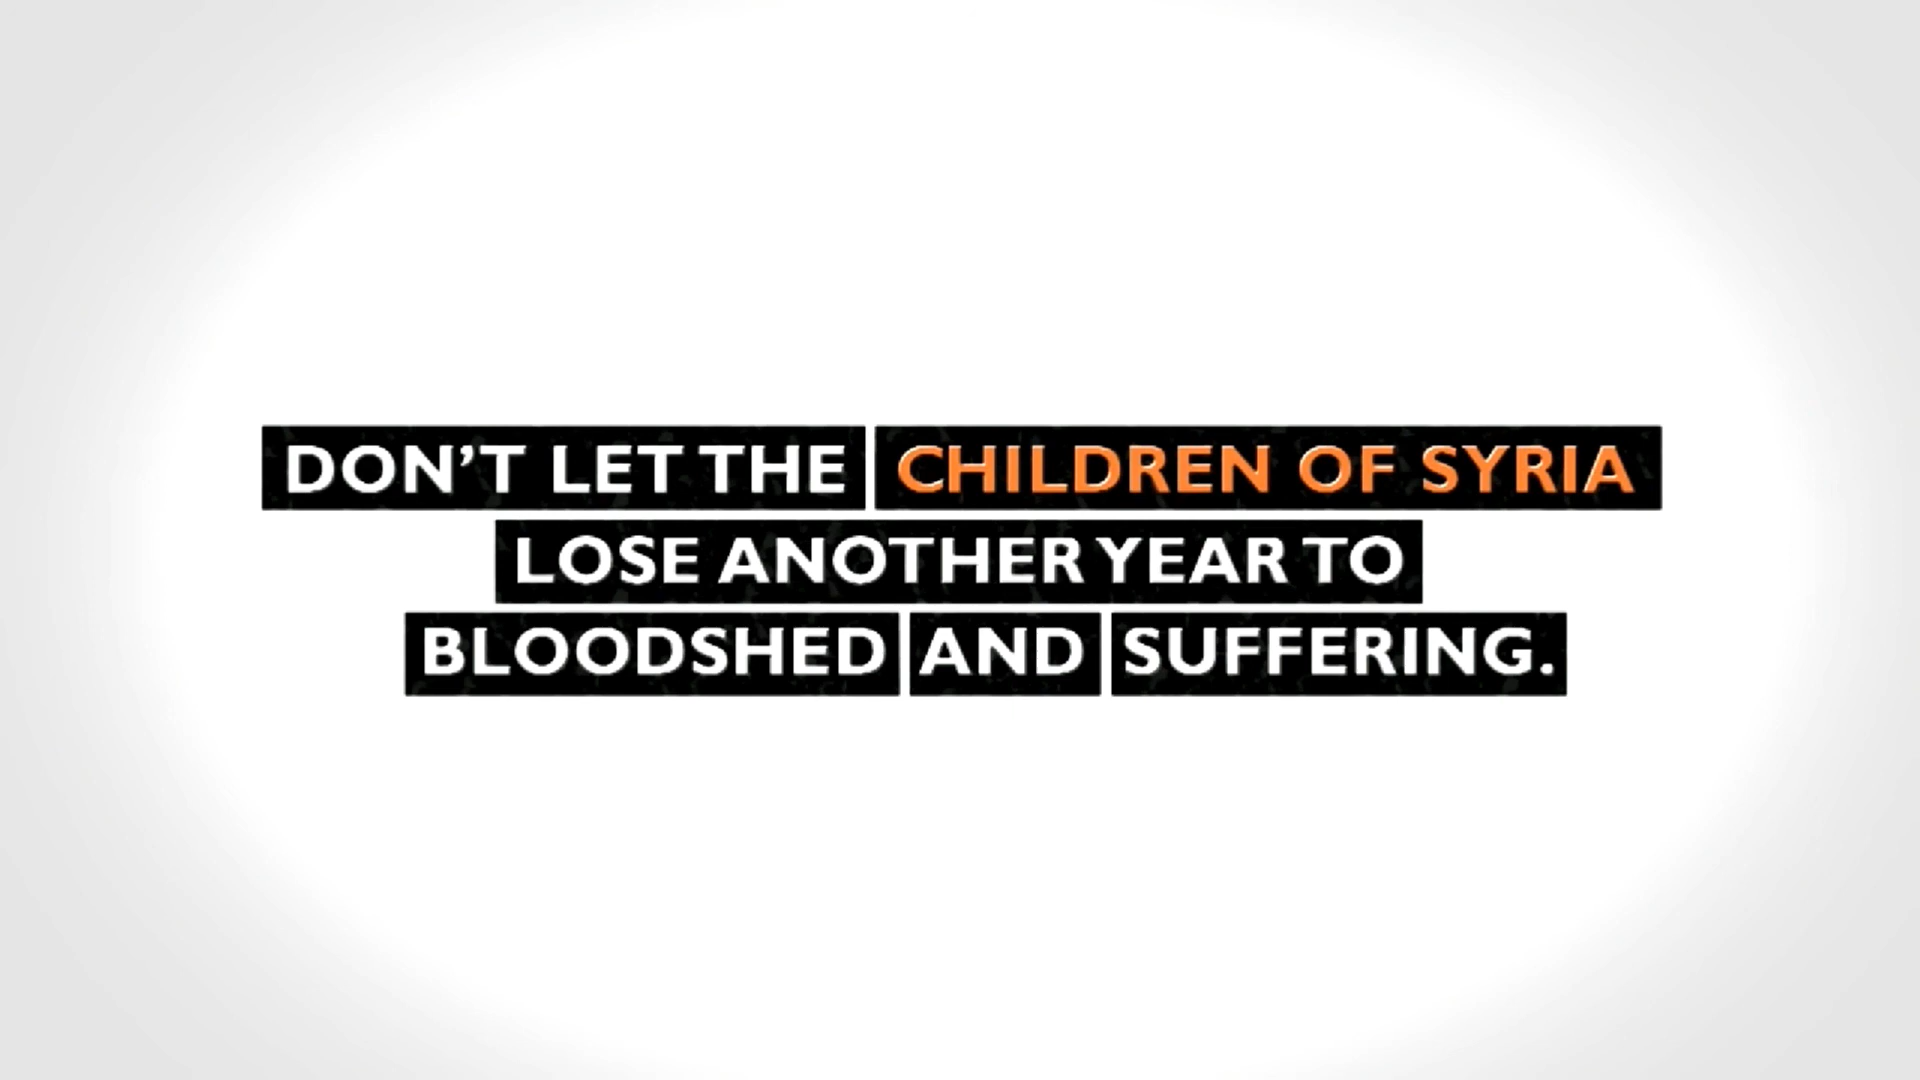 DON'T LET THE CHILDREN OF SYRIA
LOSE ANOTHER YEAR TO
BLOODSHED AND SUFFERING.